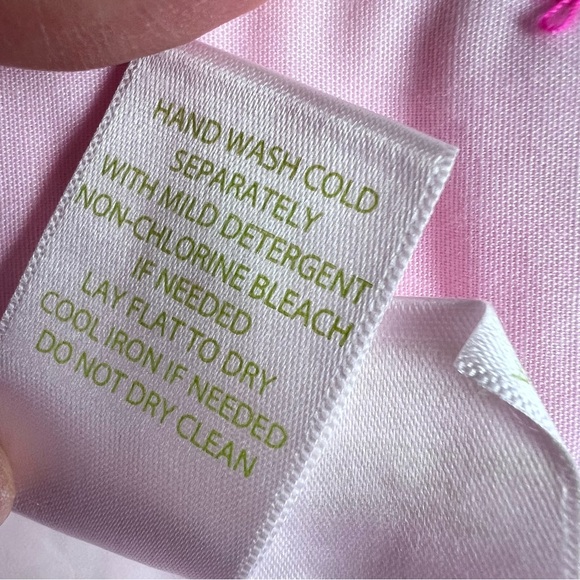 HAND WASH COLD
SEPARATELY
WITH MILD DETERGENT
NON-CHLORINE BLEACH
IF NEEDED
LAY FLAT TO DRY
COOL IRON IF NEEDED
DO NOT DRY CLEAN